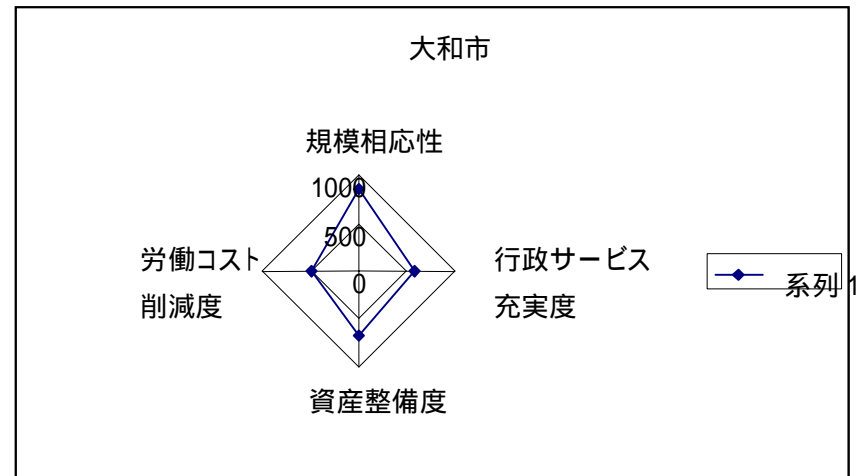 大和市
規模相応性
1000
500
0
労働コスト
削減度
行政サービス
充実度
資産整備度
系列1